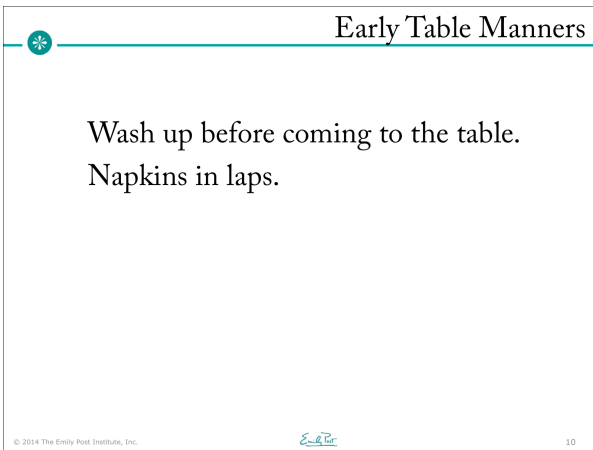 Early Table Manners
Wash up before coming to the table.
Napkins in laps.
© 2014 The Emily Post Institute, Inc.
Emily Post
10